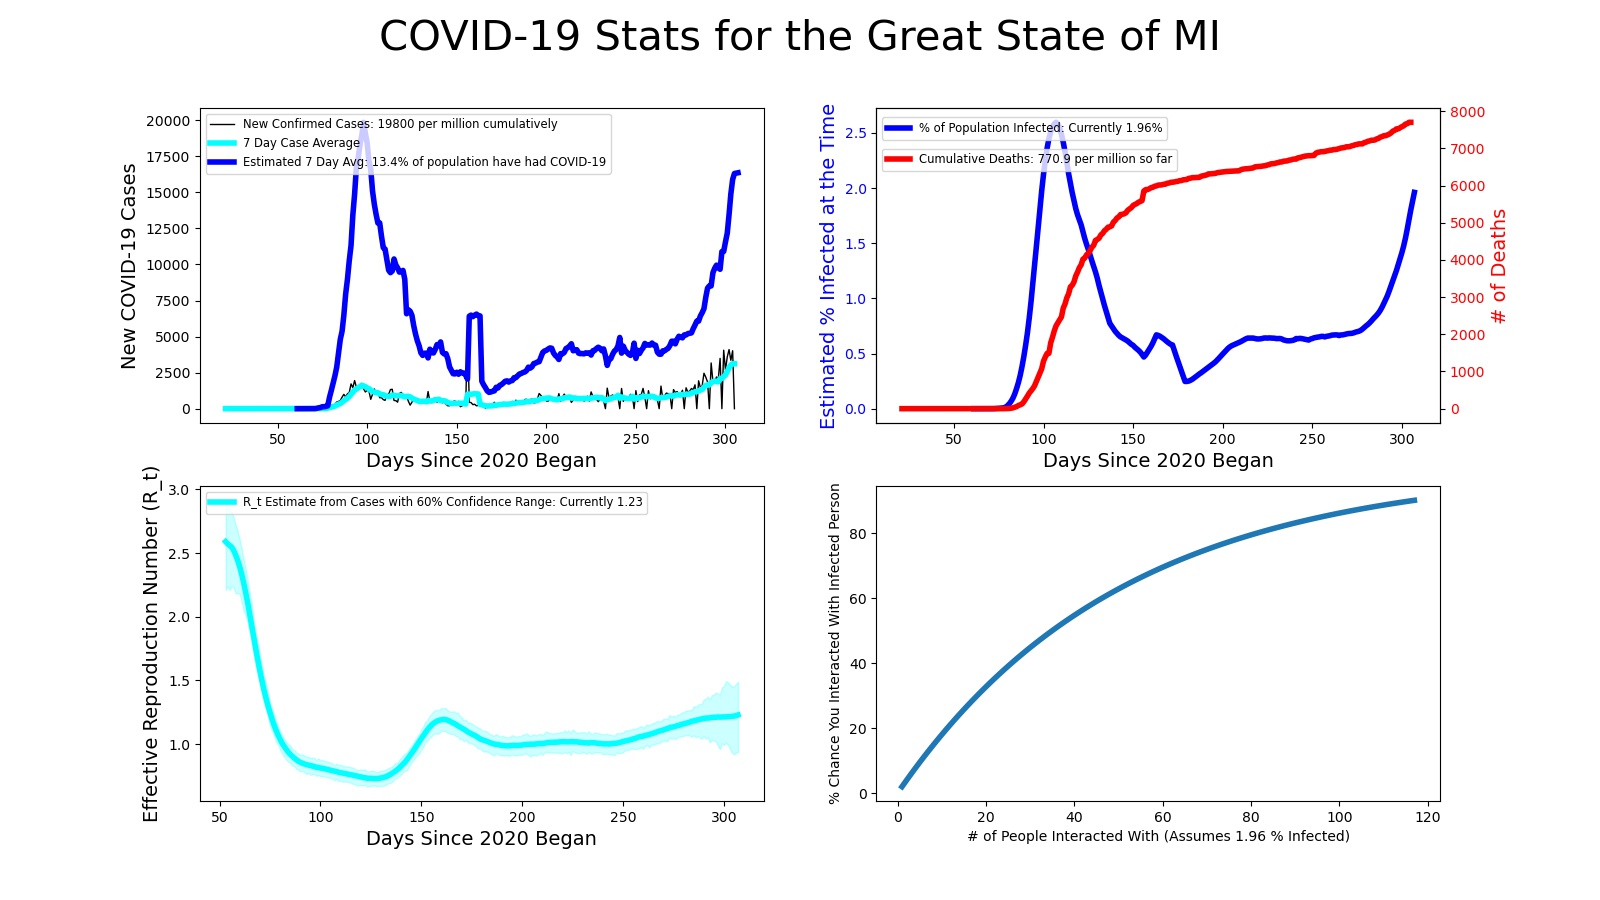 COVID-19 Stats for the Great State of MI
New COVID-19 Cases
20000
17500
15000
12500
10000
7500
5000
2500
0
New Confirmed Cases: 19800 per million cumulatively
7 Day Case Average
Estimated 7 Day Avg: 13.4% of population have had COVID-19
50 100 150 200 250 300
Days Since 2020 Began
Estimated % Infected at the Time
2.5
2.0
1.5
1.0
0.5
0.0
% of Population Infected: Currently 1.96%
Cumulative Deaths: 770.9 per million so far
8000
7000
6000
5000
4000
3000
2000
1000
0
# of Deaths
50 100 150 200 250 300
Days Since 2020 Began
Effective Reproduction Number (R_t)
3.0
2.5
2.0
1.5
1.0
R_t Estimate from Cases with 60% Confidence Range: Currently 1.23
50 100 150 200 250 300
Days Since 2020 Began
% Chance You Interacted With Infected Person
80
60
40
20
0
0 20 40 60 80 100 120
# of People Interacted With (Assumes 1.96 % Infected)